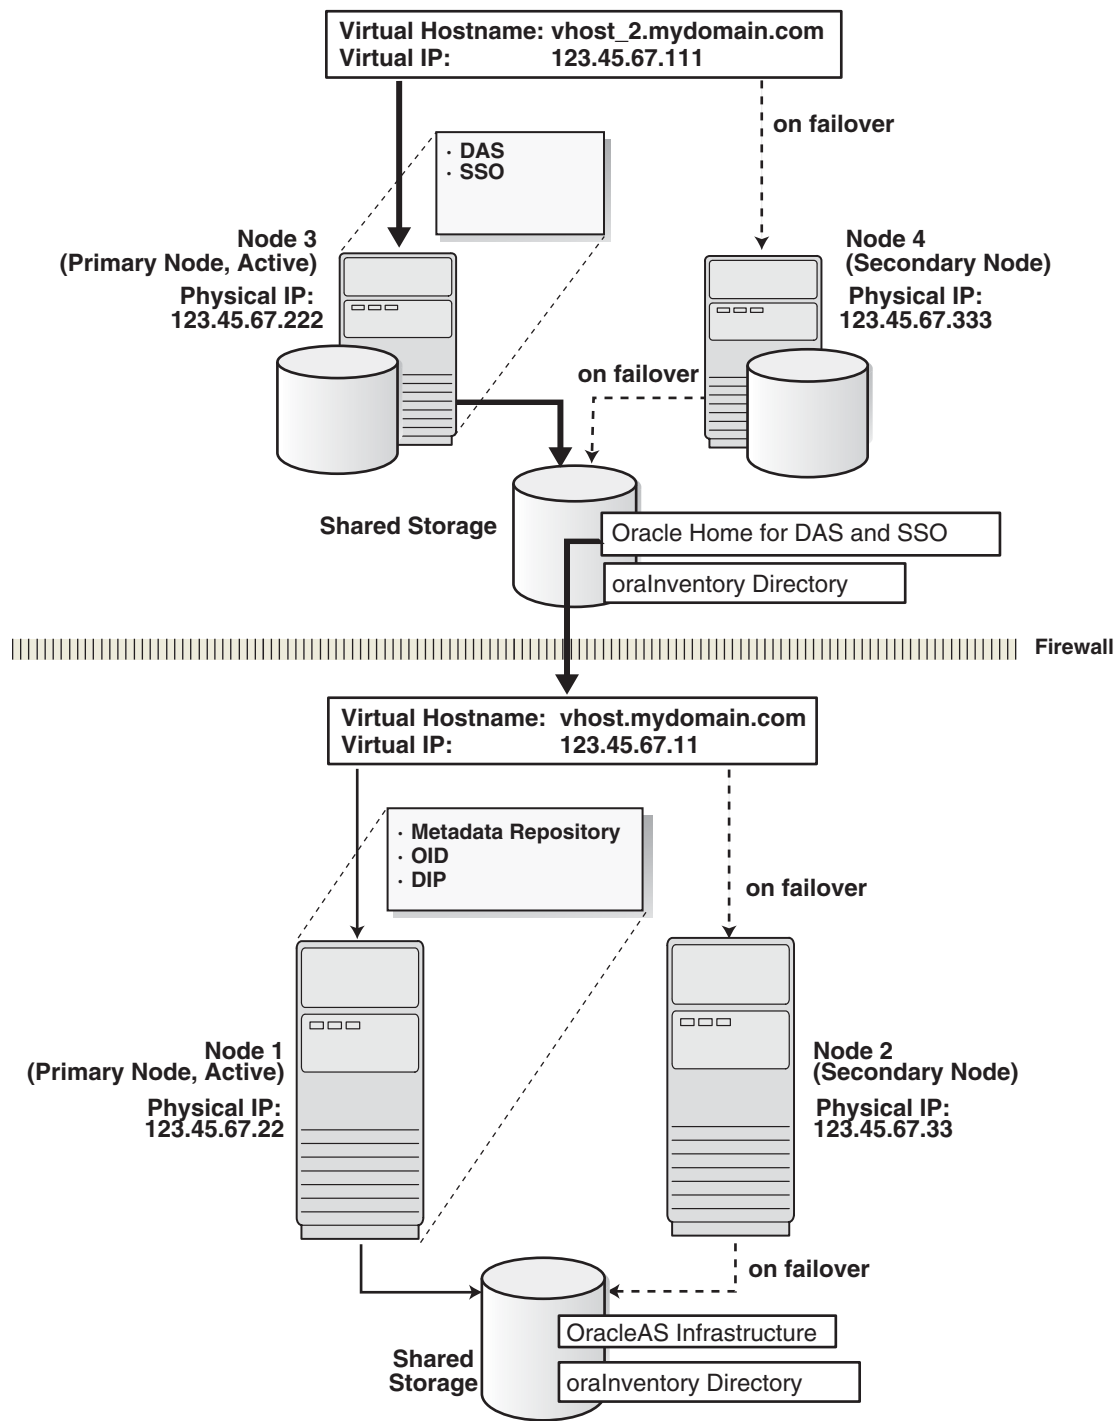 Virtual Hostname: vhost_2.mydomain.com
Virtual IP: 123.45.67.111
on failover
· DAS
· SSO
Node 3
(Primary Node, Active)
Physical IP:
123.45.67.222
Node 4
(Secondary Node)
Physical IP:
123.45.67.333
on failover
Shared Storage
Oracle Home for DAS and SSO
oraInventory Directory
Firewall
Virtual Hostname: vhost.mydomain.com
Virtual IP: 123.45.67.11
· Metadata Repository
· OID
· DIP
on failover
Node 1
(Primary Node, Active)
Physical IP:
123.45.67.22
Node 2
(Secondary Node)
Physical IP:
123.45.67.33
on failover
OracleAS Infrastructure
Shared
Storage
oraInventory Directory